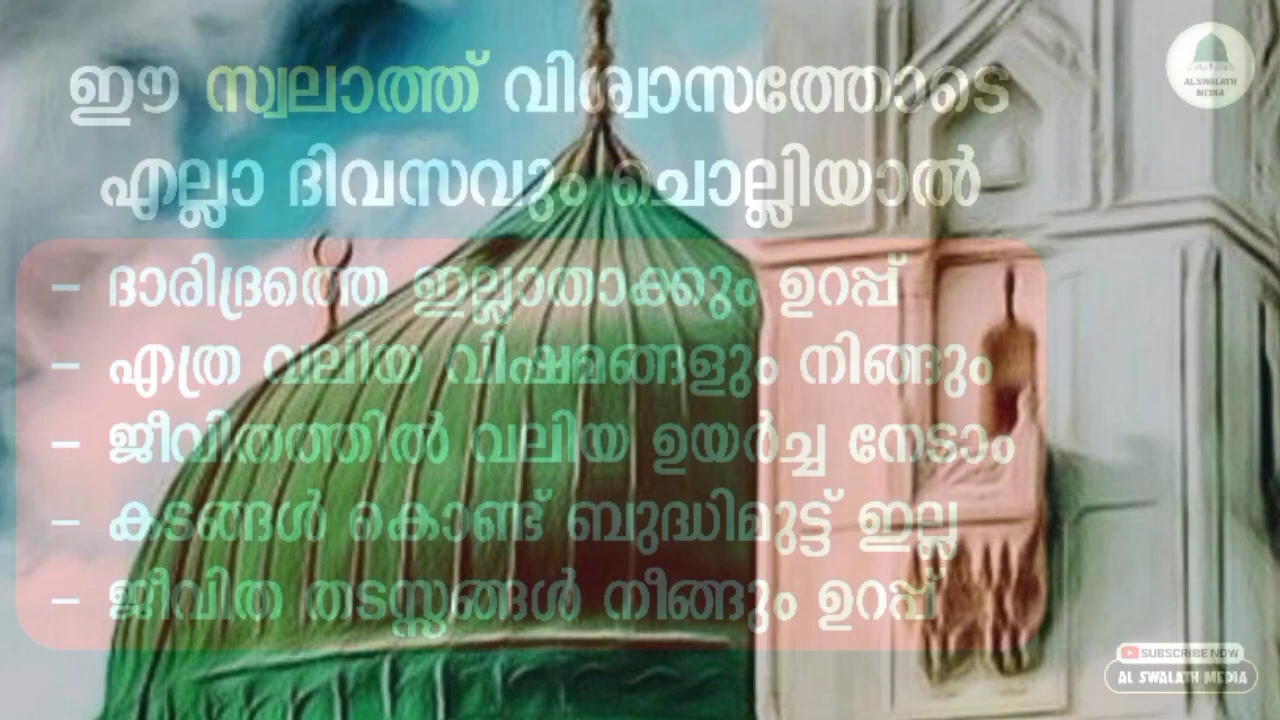 ഈ സ്വലാത്ത് വിശ്വാസത്തോടെ
എല്ലാ ദിവസവും ചൊല്ലിയാൽ
- ദാരിദ്രത്തെ ഇല്ലാതാക്കും ഉറപ്പ്
- എത്ര വലിയ വിഷമങ്ങളും നിങ്ങും
- ജീവിതത്തിൽ വലിയ ഉയർച്ച നേടാം
- കടങ്ങൾ കൊണ്ട് ബുദ്ധിമുട്ട് ഇല്ല
- ജീവിത തടസ്സങ്ങൾ നീങ്ങും ഉറപ്പ്
AL SWALATH
MEDIA
SUBSCRIBE NOW
AL SWALATH MEDIA